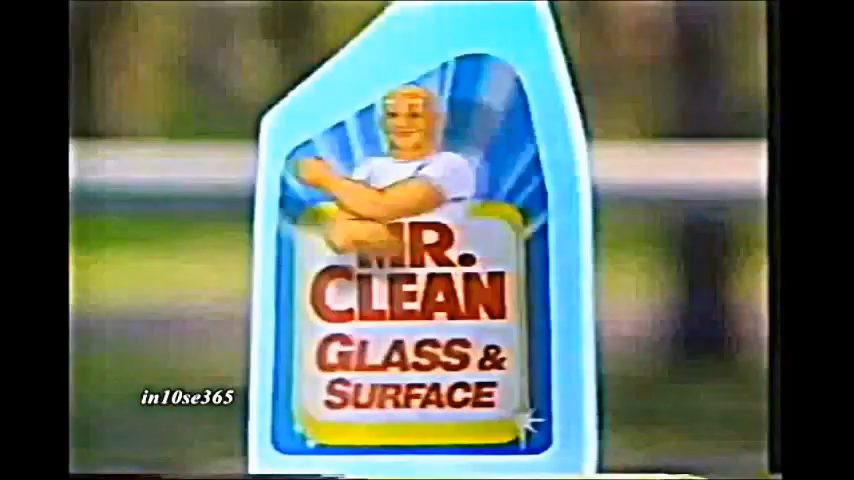 MR.
CLEAN
GLASS &
SURFACE
in10se365